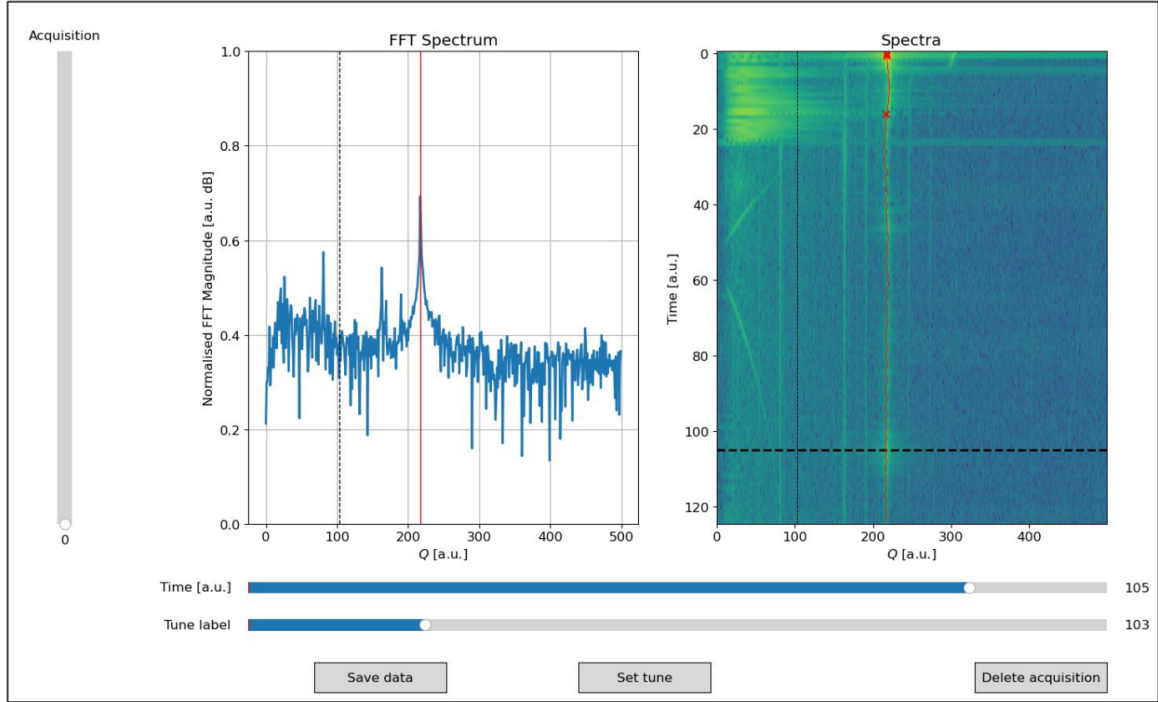 Acquisition
0
FFT Spectrum
Normalised FFT Magnitude [a.u. dB]
1.0
0.8
0.6
0.4
0.2
0.0
0 100 200 300 400 500
Q [a.u.]
Spectra
Time [a.u.]
0
20
40
60
80
100
120
0 100 200 300 400
Q [a.u.]
Time [a.u.] 105
Tune label 103
Save data Set tune Delete acquisition